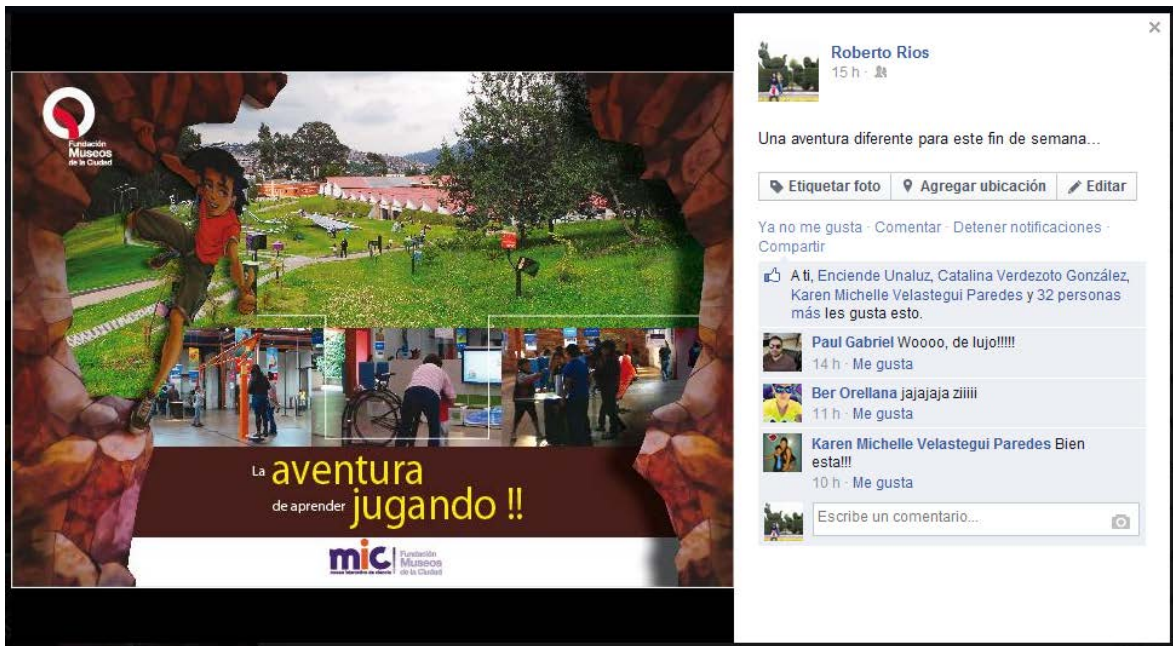 Fundación
Museos
de la Ciudad
La aventura
de aprender jugando !!
mic
museo interactivo de ciencia
Fundación
Museos
de la Ciudad
×
Roberto Rios
15 h ·
Una aventura diferente para este fin de semana...
Etiquetar foto
Agregar ubicación
Editar
Ya no me gusta · Comentar · Detener notificaciones ·
Compartir
A ti, Enciende Unaluz, Catalina Verdezoto González,
Karen Michelle Velastegui Paredes y 32 personas
más les gusta esto.
Paul Gabriel Woooo, de lujo!!!!!
14 h · Me gusta
Ber Orellana jajajaja ziiiii
11 h · Me gusta
Karen Michelle Velastegui Paredes Bien
esta!!!
10 h · Me gusta
Escribe un comentario...